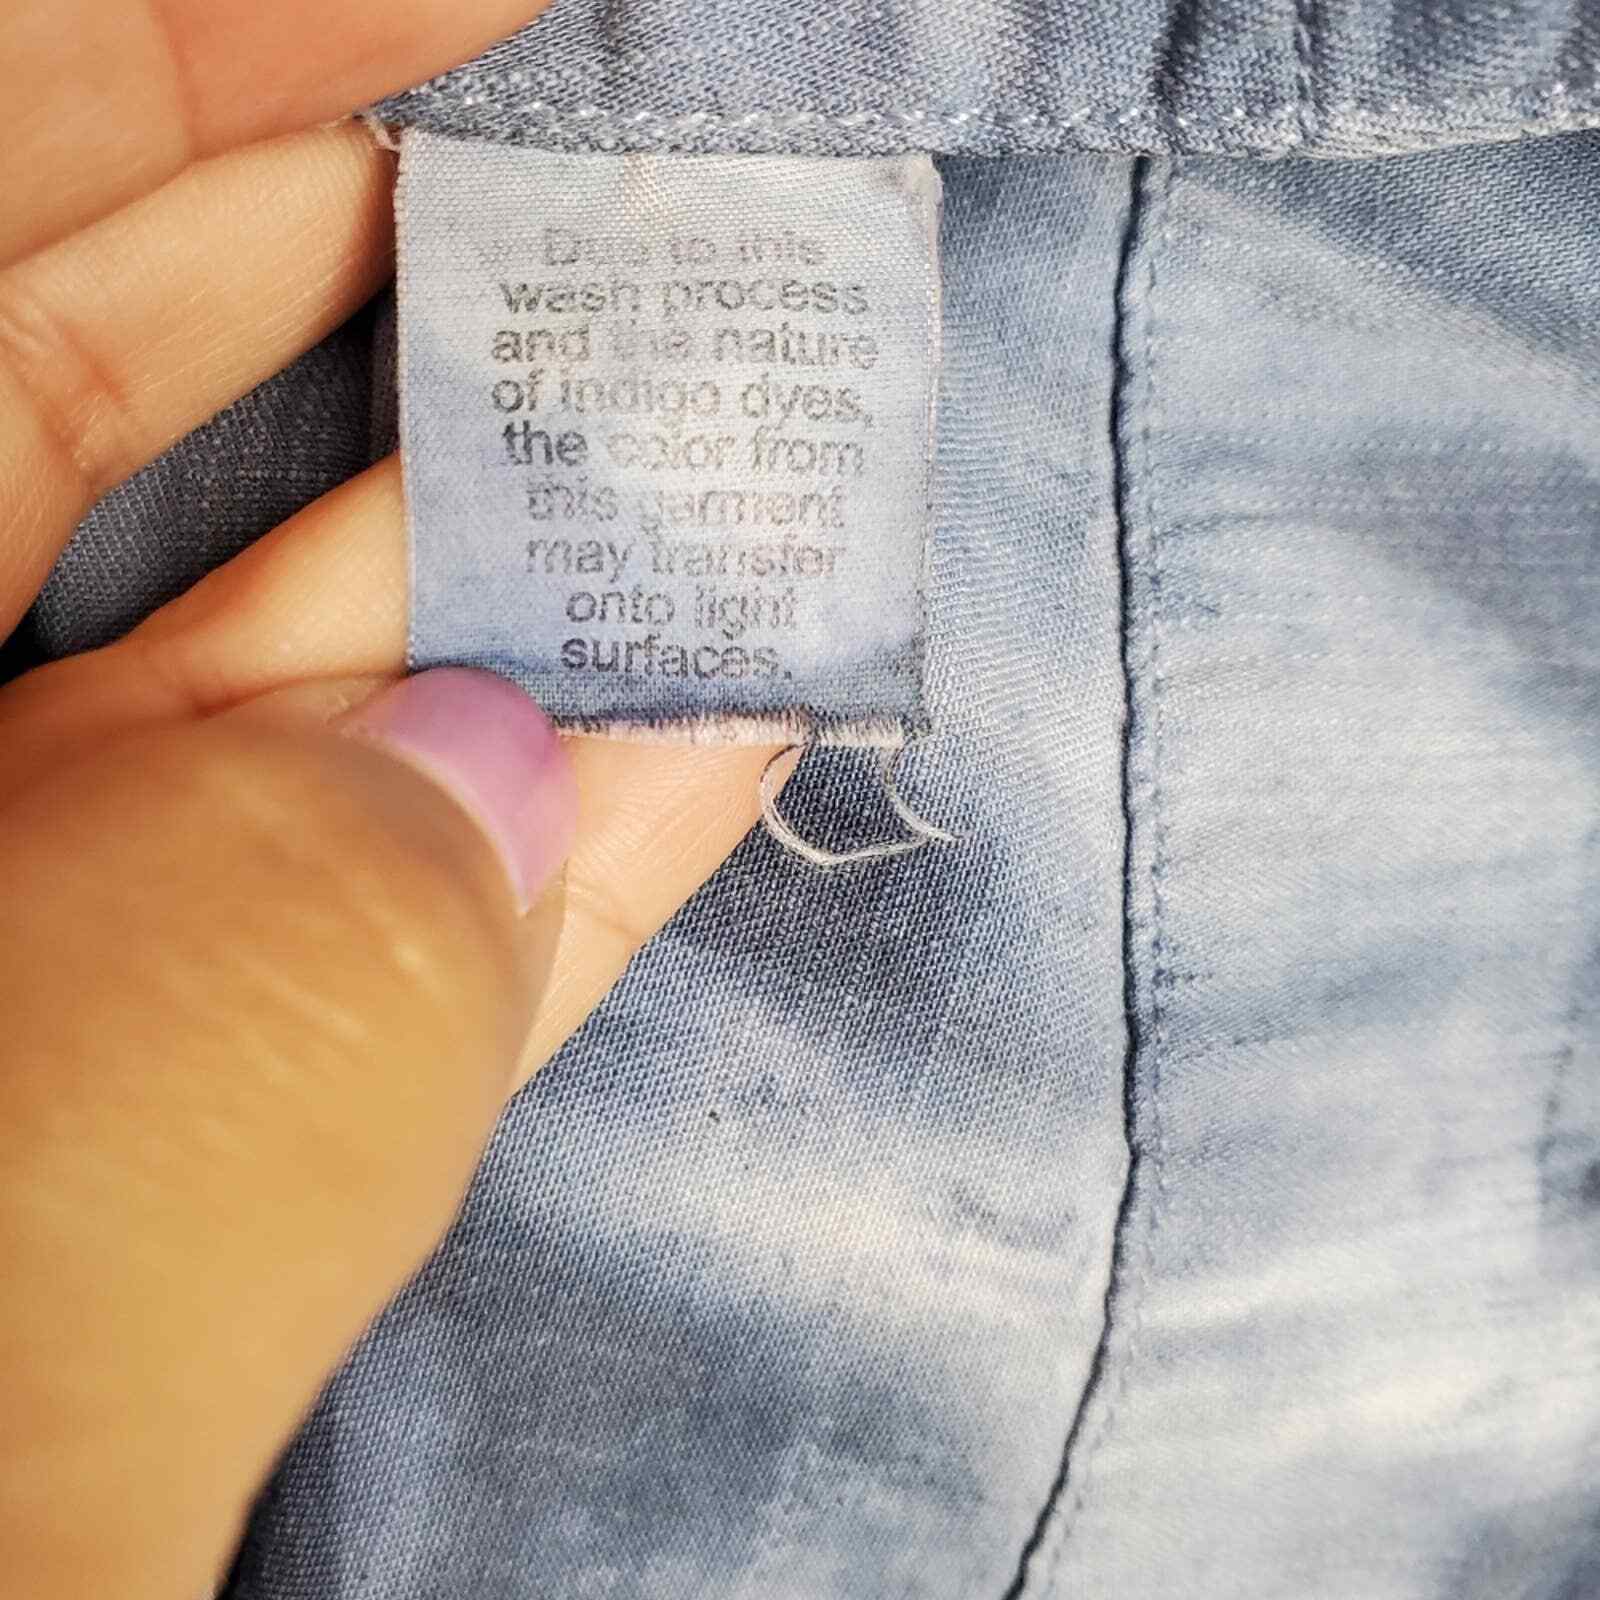 Due to this
wash process
and the nature
of indigo dyes,
the color from
this garment
may transfer
onto light
surfaces.